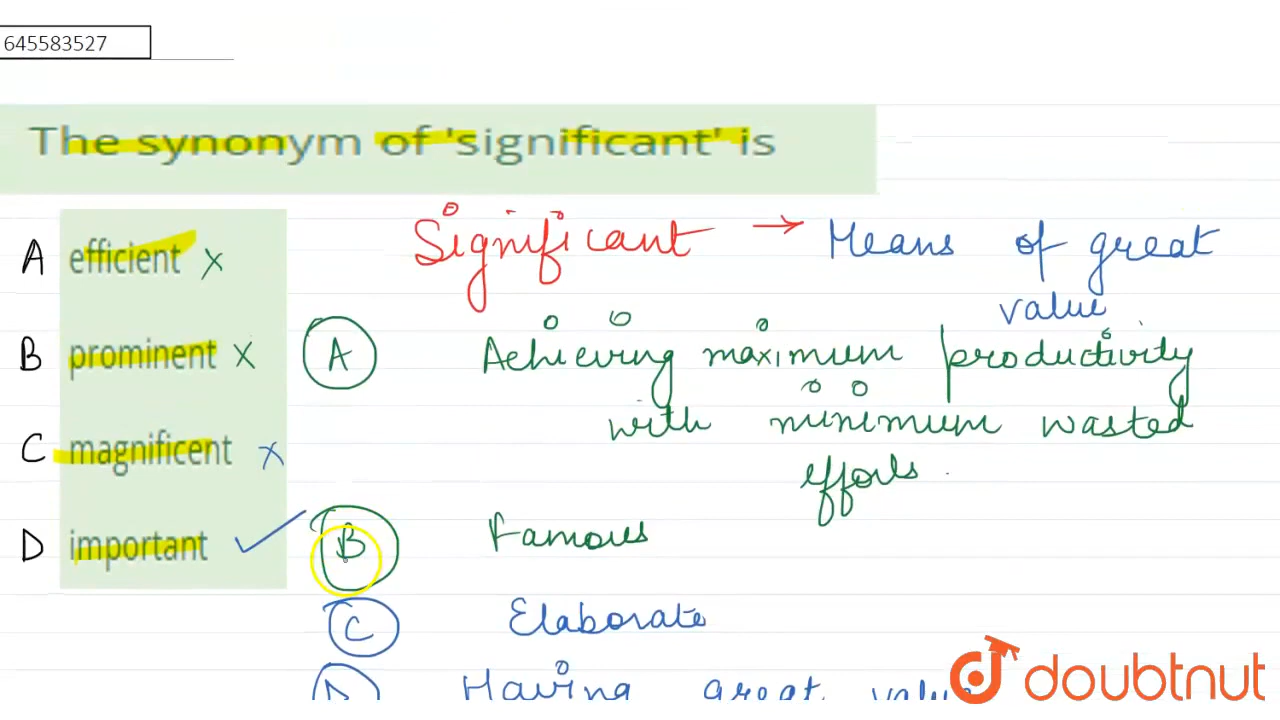 645583527
The synonym of 'significant' is
A efficient X
Significant → Means of great
value
B prominent X
A Achieving maximum productivity
with minimum wasted
efforts.
C magnificent X
D important ✓
B Famous
C Elaborate
D Having great value
doubtnut